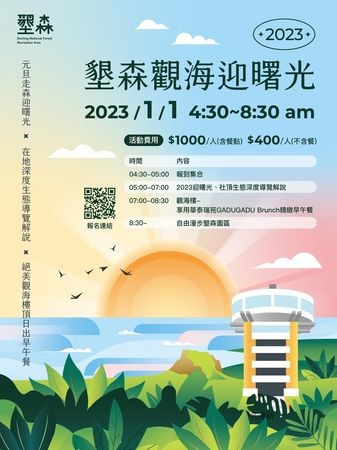 墾森
Kenting National Forest
Recreation Area
2023
墾森觀海迎曙光
2023 / 1 / 1 4:30~8:30 am
活動費用 $1000/人(含餐點) $400/人(不含餐)
時間 內容
04:30-05:00 報到集合
05:00-07:00 2023迎曙光、社頂生態深度導覽解說
07:00-08:30 觀海樓-
享用華泰瑞苑GADUGADU Brunch精緻早午餐
8:30- 自由漫步墾森園區
報名連結
元旦走森迎曙光 × 在地深度生態導覽解說 × 絕美觀海樓頂日出早午餐